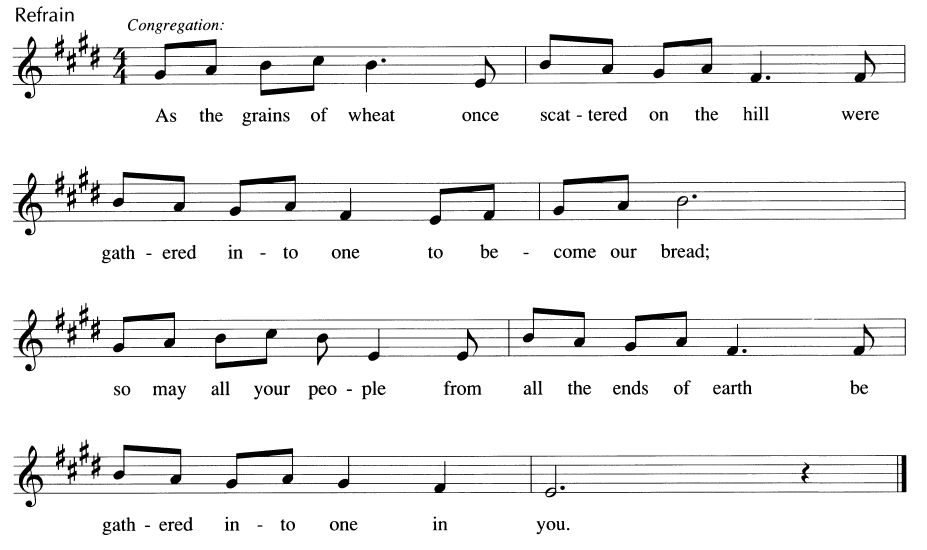 Refrain
Congregation:
As the grains of wheat once scat - tered on the hill were
gath - ered in - to one to be - come our bread;
so may all your peo - ple from all the ends of earth be
gath - ered in - to one in you.